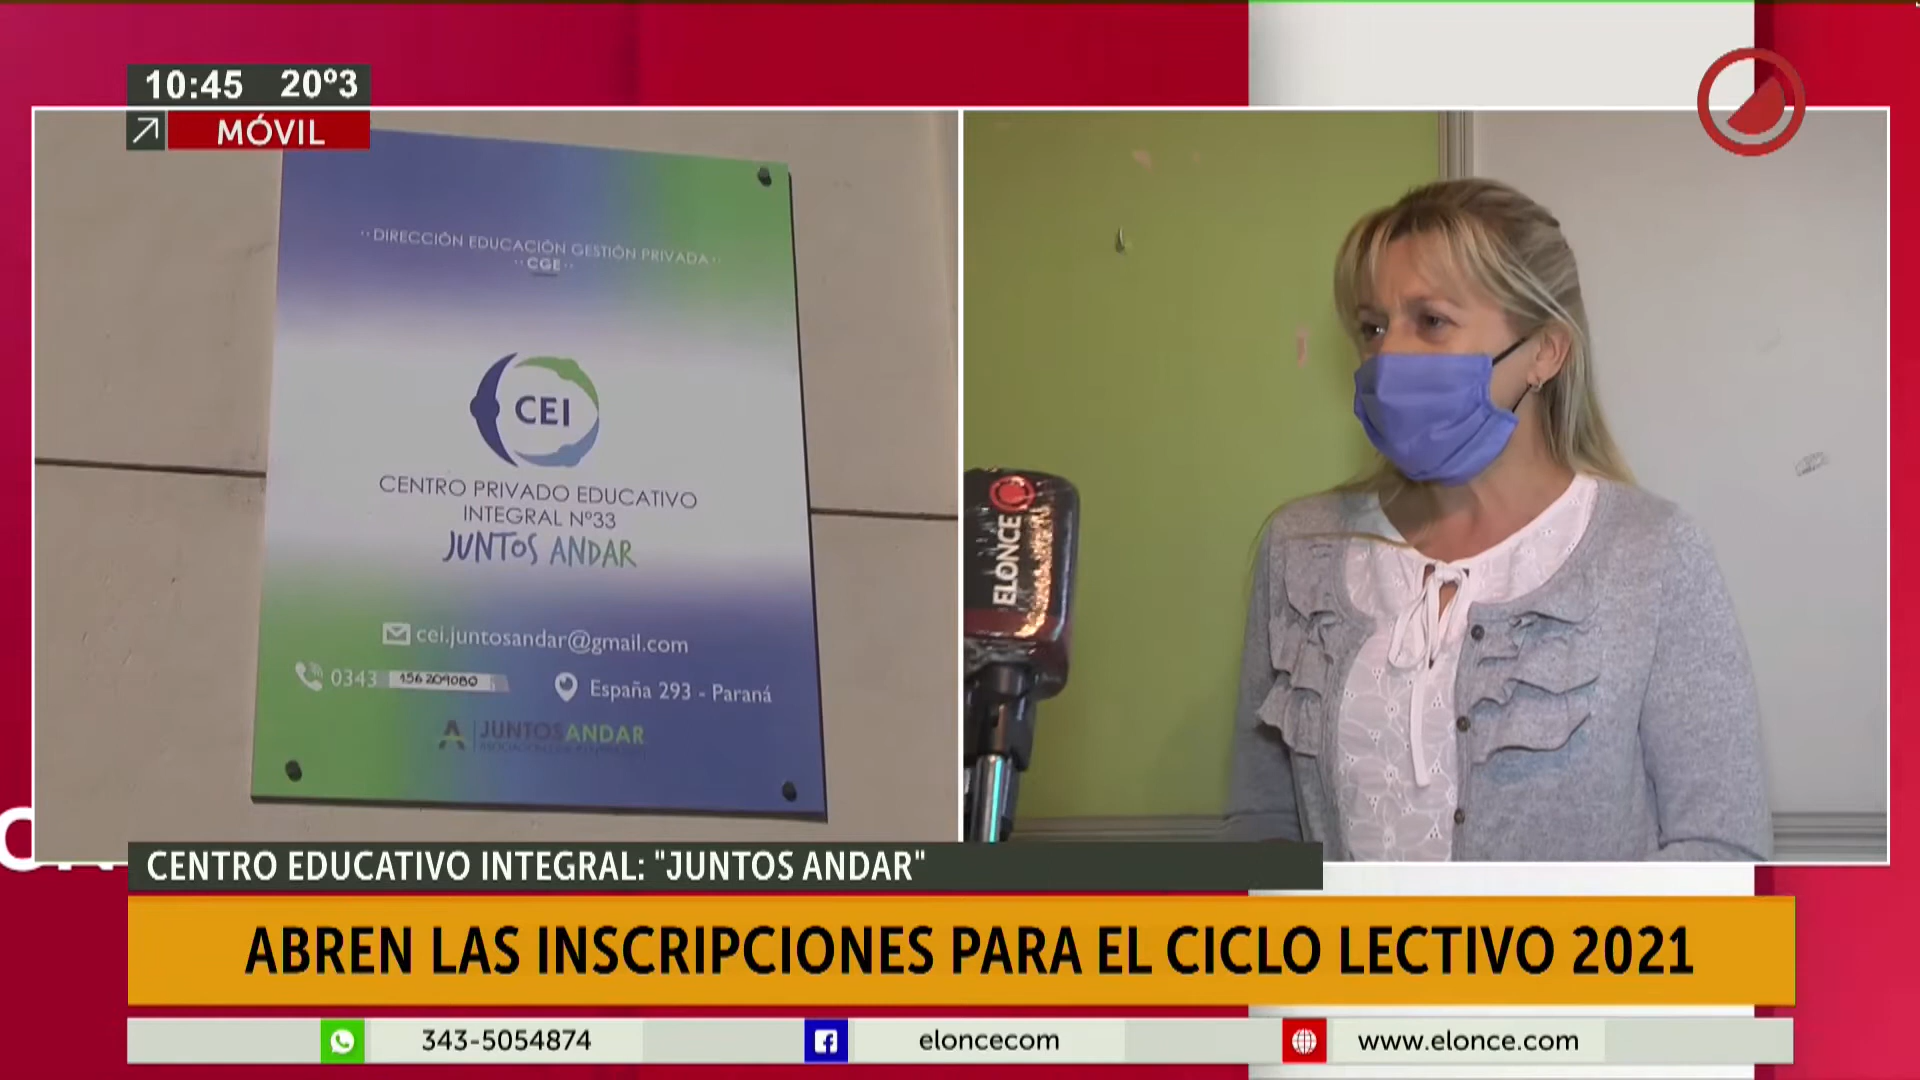 10:45 20º3
MÓVIL
··DIRECCIÓN EDUCACIÓN GESTIÓN PRIVADA··
··CGE··
CEI
CENTRO PRIVADO EDUCATIVO
INTEGRAL Nº33
JUNTOS ANDAR
cei.juntosandar@gmail.com
0343 156209080
España 293 - Paraná
JUNTOSANDAR
ELONCE
CENTRO EDUCATIVO INTEGRAL: "JUNTOS ANDAR"
ABREN LAS INSCRIPCIONES PARA EL CICLO LECTIVO 2021
343-5054874
eloncecom
www.elonce.com